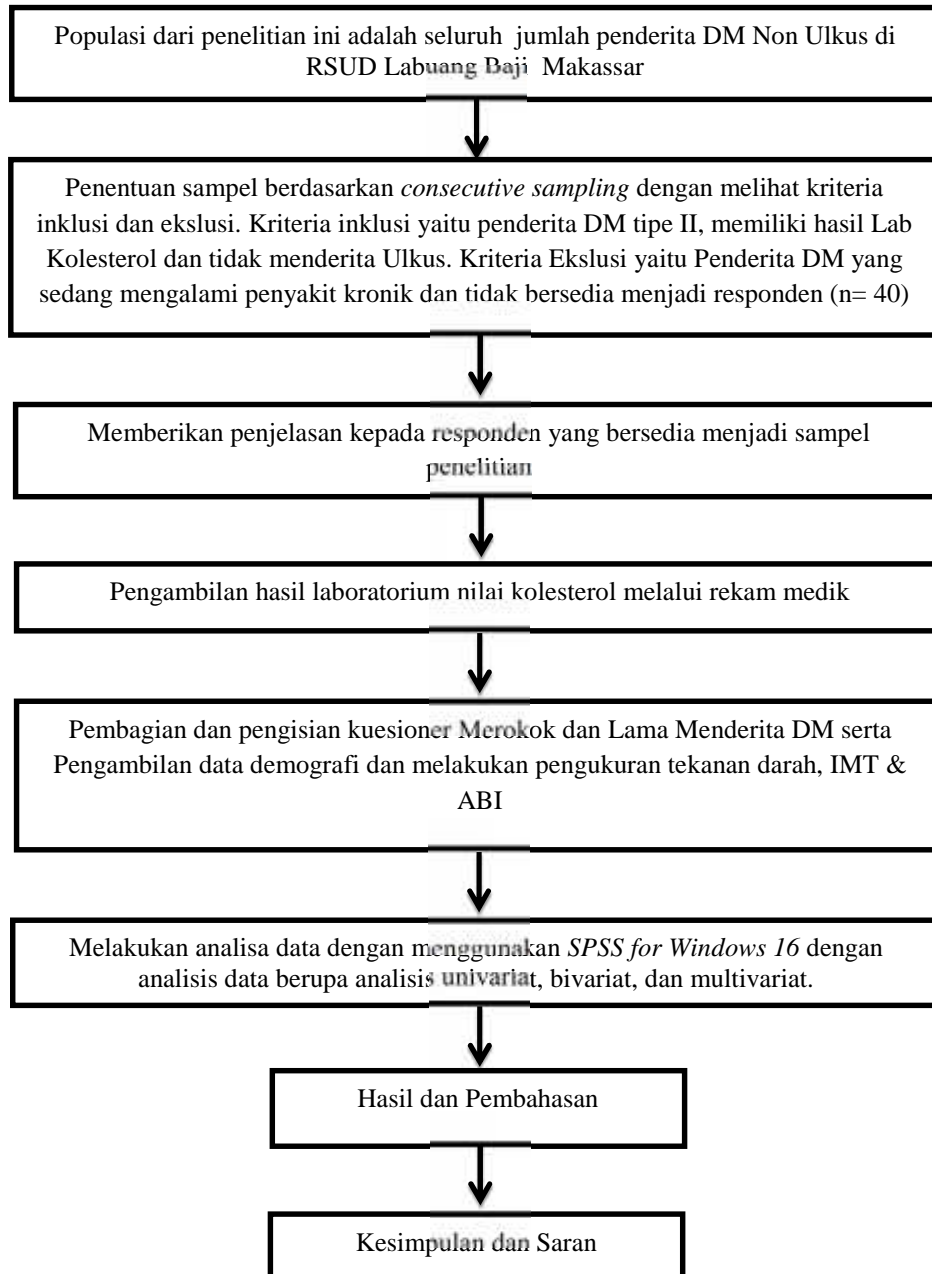 Populasi dari penelitian ini adalah seluruh jumlah penderita DM Non Ulkus di
RSUD Labuang Baji Makassar
Penentuan sampel berdasarkan consecutive sampling dengan melihat kriteria
inklusi dan ekslusi. Kriteria inklusi yaitu penderita DM tipe II, memiliki hasil Lab
Kolesterol dan tidak menderita Ulkus. Kriteria Ekslusi yaitu Penderita DM yang
sedang mengalami penyakit kronik dan tidak bersedia menjadi responden (n= 40)
Memberikan penjelasan kepada responden yang bersedia menjadi sampel
penelitian
Pengambilan hasil laboratorium nilai kolesterol melalui rekam medik
Pembagian dan pengisian kuesioner Merokok dan Lama Menderita DM serta
Pengambilan data demografi dan melakukan pengukuran tekanan darah, IMT &
ABI
Melakukan analisa data dengan menggunakan SPSS for Windows 16 dengan
analisis data berupa analisis univariat, bivariat, dan multivariat.
Hasil dan Pembahasan
Kesimpulan dan Saran